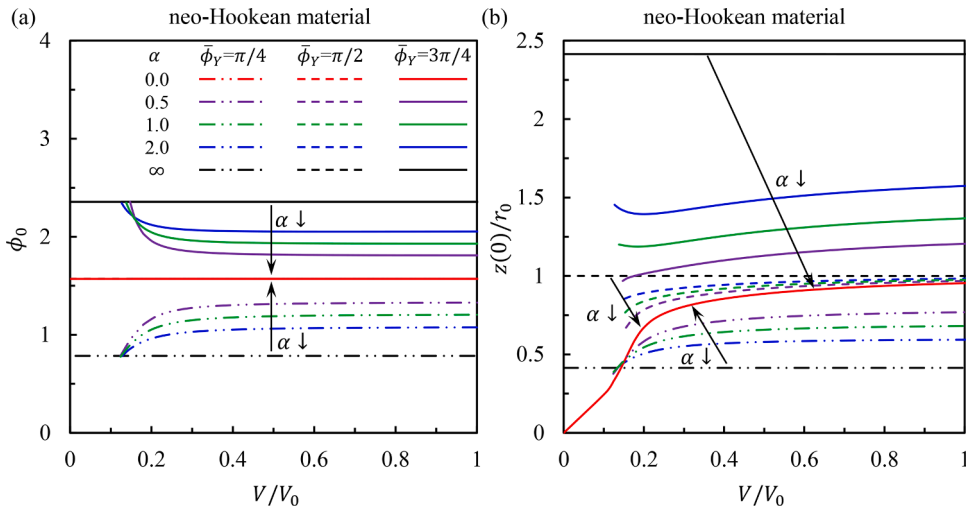 (a) neo-Hookean material
4
3
2
1
0
ϕ₀
α ϕ̄_Y=π/4 ϕ̄_Y=π/2 ϕ̄_Y=3π/4
0.0
0.5
1.0
2.0
∞
α ↓
α ↓
0 0.2 0.4 0.6 0.8 1
V/V₀
(b) neo-Hookean material
2.5
2
1.5
1
0.5
0
z(0)/r₀
α ↓
α ↓
α ↓
0 0.2 0.4 0.6 0.8 1
V/V₀